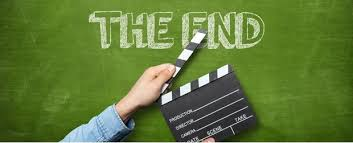 THE END
PRODUCTION
DIRECTOR
CAMERA
DATE SCENE TAKE